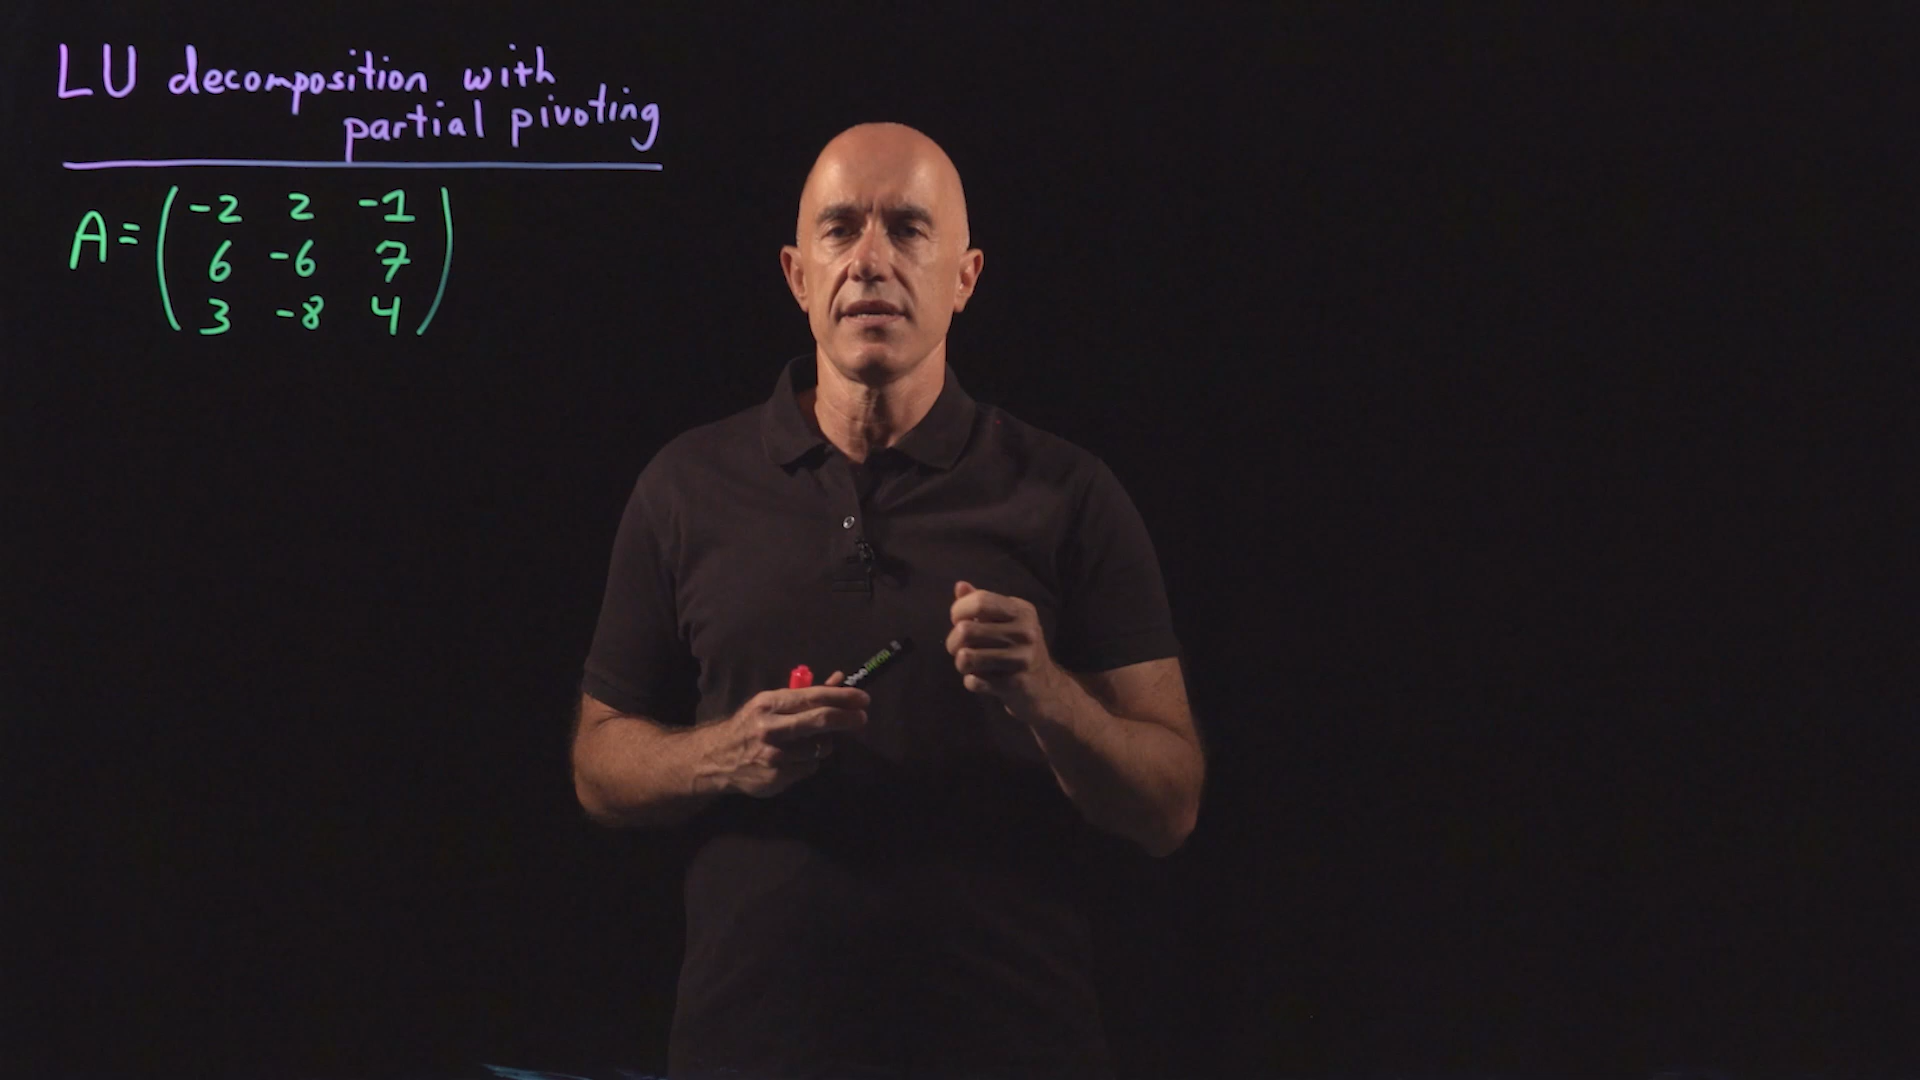 LU decomposition with
partial pivoting
A = ( -2 2 -1
6 -6 7
3 -8 4 )